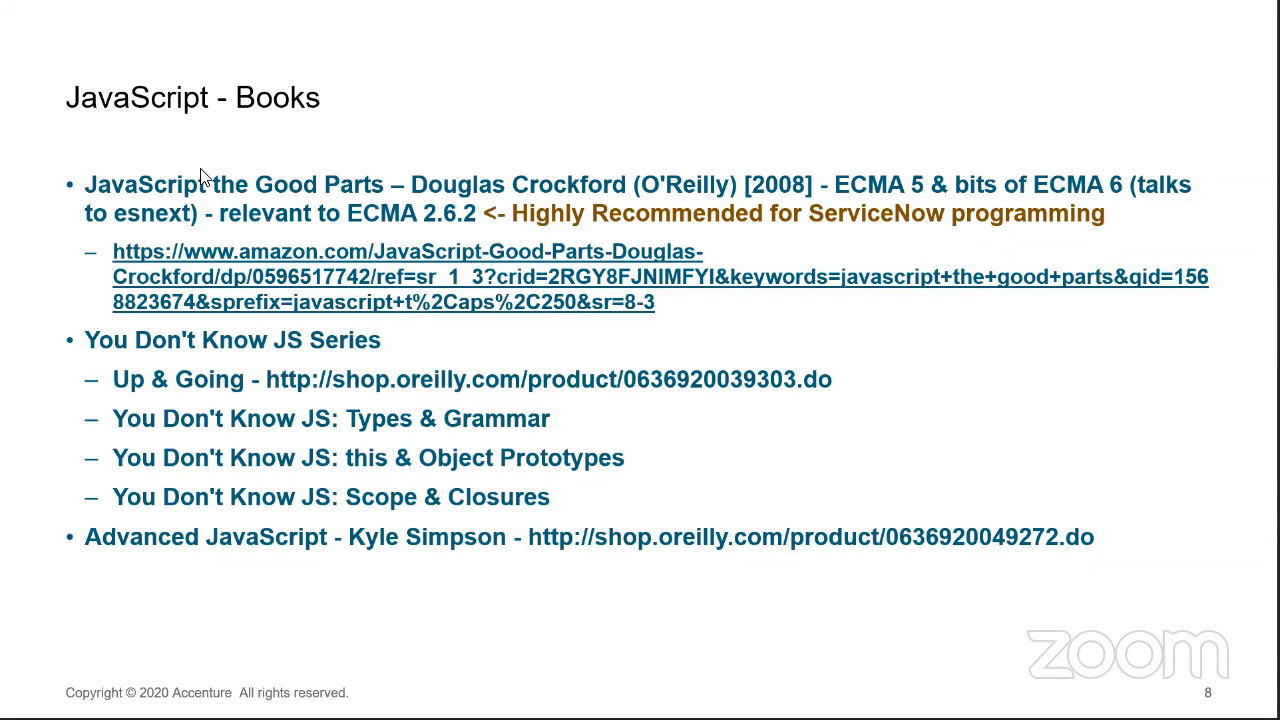 JavaScript - Books
• JavaScript the Good Parts – Douglas Crockford (O'Reilly) [2008] - ECMA 5 & bits of ECMA 6 (talks
to esnext) - relevant to ECMA 2.6.2 <- Highly Recommended for ServiceNow programming
– https://www.amazon.com/JavaScript-Good-Parts-Douglas-
Crockford/dp/0596517742/ref=sr_1_3?crid=2RGY8FJNIMFYI&keywords=javascript+the+good+parts&qid=156
8823674&sprefix=javascript+t%2Caps%2C250&sr=8-3
• You Don't Know JS Series
– Up & Going - http://shop.oreilly.com/product/0636920039303.do
– You Don't Know JS: Types & Grammar
– You Don't Know JS: this & Object Prototypes
– You Don't Know JS: Scope & Closures
• Advanced JavaScript - Kyle Simpson - http://shop.oreilly.com/product/0636920049272.do
zoom
Copyright © 2020 Accenture All rights reserved.
8